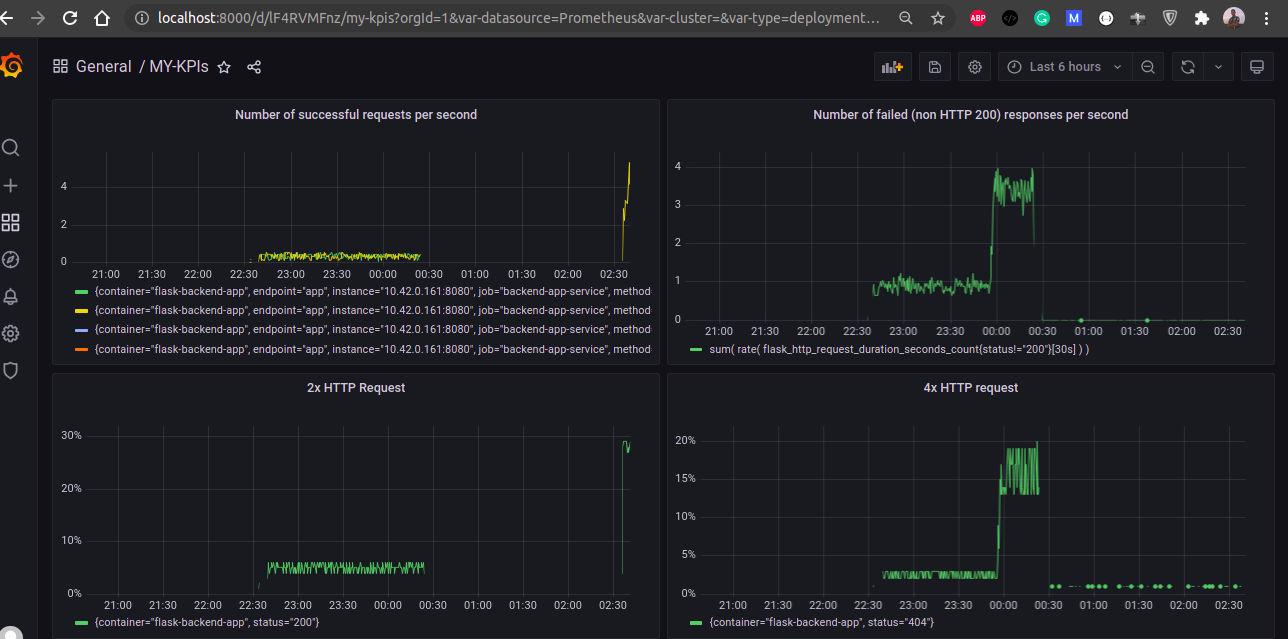 localhost:8000/d/lF4RVMFnz/my-kpis?orgId=1&var-datasource=Prometheus&var-cluster=&var-type=deployment…
ABP
M
General / MY-KPIs
Last 6 hours
Number of successful requests per second
4
2
0
21:00 21:30 22:00 22:30 23:00 23:30 00:00 00:30 01:00 01:30 02:00 02:30
{container="flask-backend-app", endpoint="app", instance="10.42.0.161:8080", job="backend-app-service", method
{container="flask-backend-app", endpoint="app", instance="10.42.0.161:8080", job="backend-app-service", method
{container="flask-backend-app", endpoint="app", instance="10.42.0.161:8080", job="backend-app-service", method
{container="flask-backend-app", endpoint="app", instance="10.42.0.161:8080", job="backend-app-service", method
Number of failed (non HTTP 200) responses per second
4
3
2
1
0
21:00 21:30 22:00 22:30 23:00 23:30 00:00 00:30 01:00 01:30 02:00 02:30
sum( rate( flask_http_request_duration_seconds_count{status!="200"}[30s] ) )
2x HTTP Request
30%
20%
10%
0%
21:00 21:30 22:00 22:30 23:00 23:30 00:00 00:30 01:00 01:30 02:00 02:30
{container="flask-backend-app", status="200"}
4x HTTP request
20%
15%
10%
5%
0%
21:00 21:30 22:00 22:30 23:00 23:30 00:00 00:30 01:00 01:30 02:00 02:30
{container="flask-backend-app", status="404"}